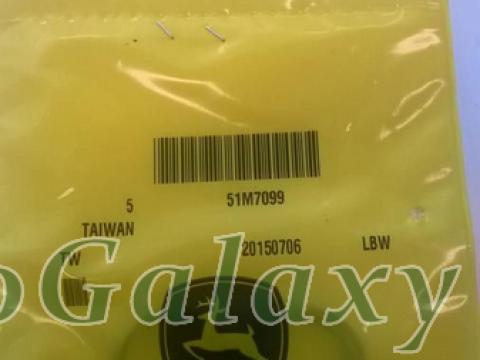 51M7099
5
TAIWAN
TW
20150706
LBW
oGalaxy